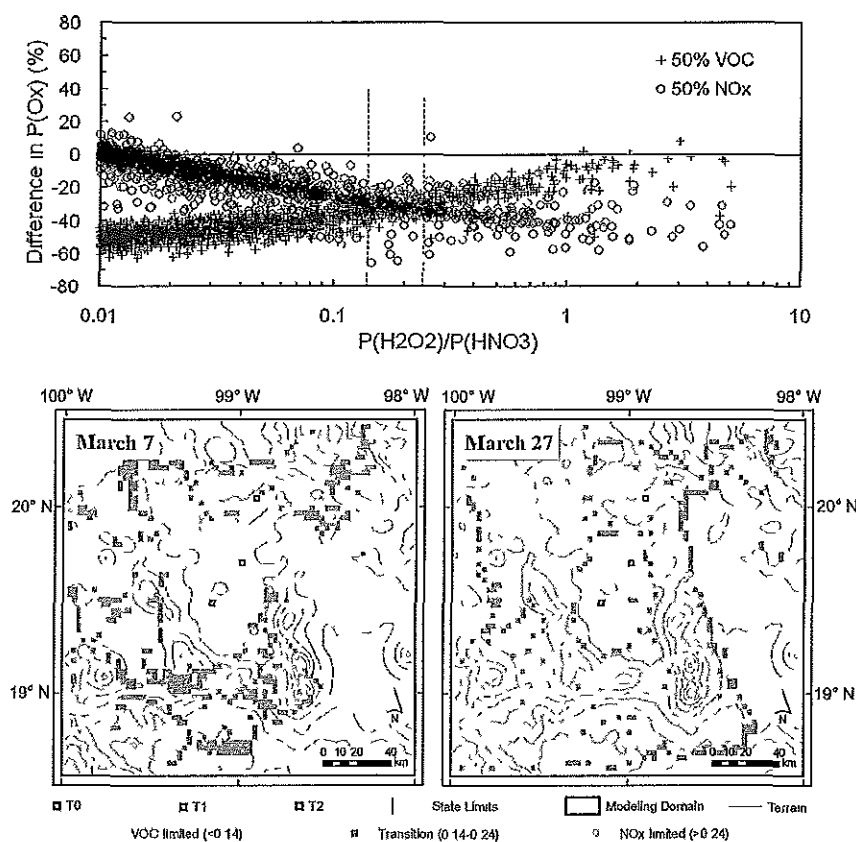 80
60
40
20
0
-20
-40
-60
-80
Difference in P(Ox) (%)
+ 50% VOC
○ 50% NOx
0.01 0.1 1 10
P(H2O2)/P(HNO3)
100° W 99° W 98° W 100° W 99° W 98° W
March 7
March 27
20° N 20° N
19° N 19° N
N N
0 10 20 40 km 0 10 20 40 km
T0 T1 T2 State Limits Modeling Domain Terrain
VOC limited (<0 14) Transition (0 14-0 24) NOx limited (>0 24)